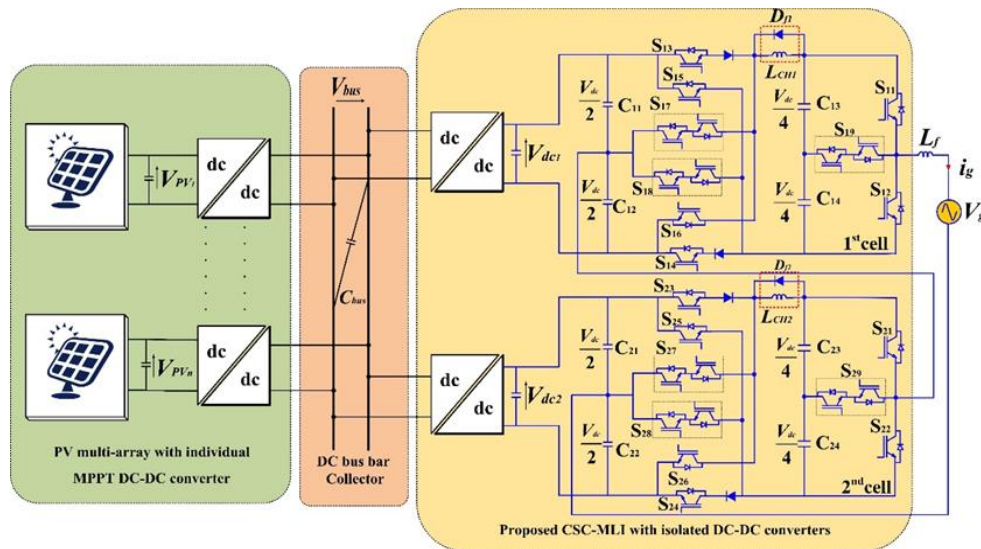 V_bus
V_PV1
dc
dc
V_PVn
dc
dc
C_bus
PV multi-array with individual
MPPT DC-DC converter
DC bus bar
Collector
dc
dc
V_dc1
dc
dc
V_dc2
V_dc/2
C11
V_dc/2
C12
S13
S15
S17
S18
S16
S14
D_f1
L_CH1
V_dc/4
C13
V_dc/4
C14
S19
S11
S12
1st cell
L_f
i_g
V_dc/2
C21
V_dc/2
C22
S23
S25
S27
S28
S26
S24
L_CH2
V_dc/4
C23
V_dc/4
C24
S29
S21
S22
2nd cell
Proposed CSC-MLI with isolated DC-DC converters